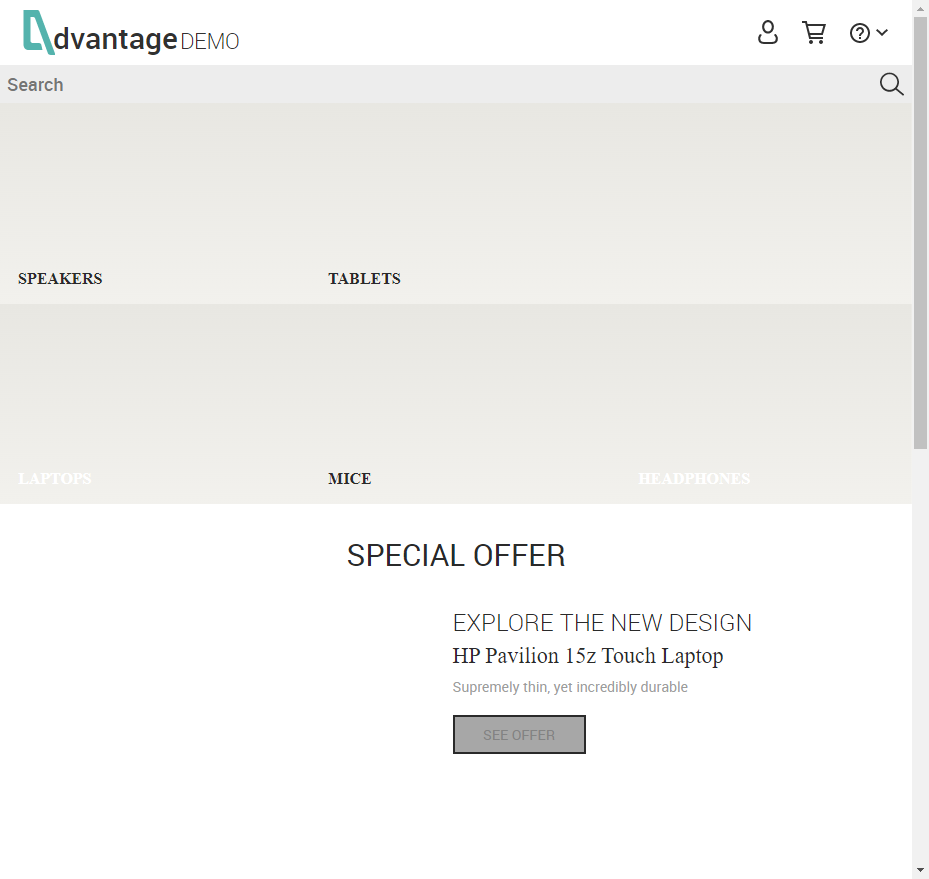 dvantage DEMO
Search
SPEAKERS TABLETS
LAPTOPS MICE HEADPHONES
SPECIAL OFFER
EXPLORE THE NEW DESIGN
HP Pavilion 15z Touch Laptop
Supremely thin, yet incredibly durable
SEE OFFER